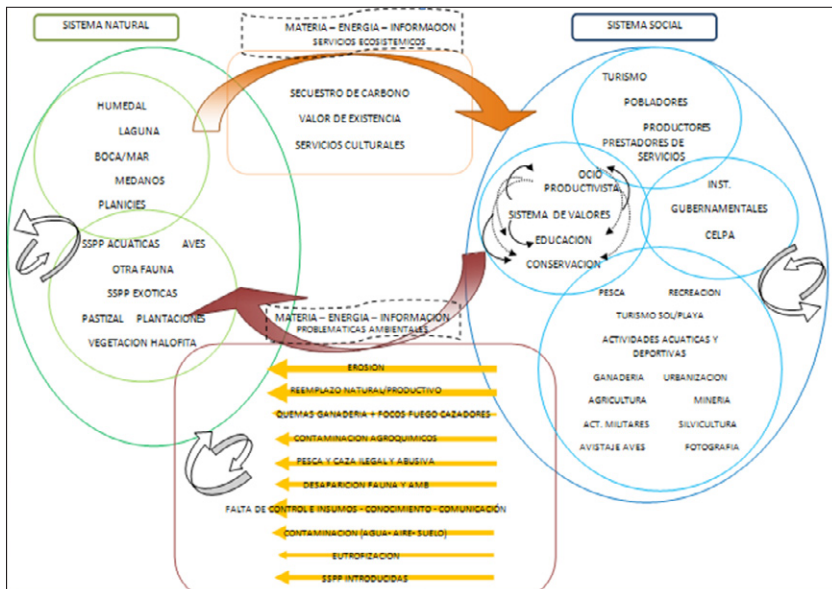 SISTEMA NATURAL
MATERIA – ENERGIA – INFORMACION
SERVICIOS ECOSISTEMICOS
SISTEMA SOCIAL
HUMEDAL
LAGUNA
BOCA/MAR
MEDANOS
PLANICIES
SSPP ACUATICAS AVES
OTRA FAUNA
SSPP EXOTICAS
PASTIZAL PLANTACIONES
VEGETACION HALOFITA
SECUESTRO DE CARBONO
VALOR DE EXISTENCIA
SERVICIOS CULTURALES
TURISMO
POBLADORES
PRODUCTORES
PRESTADORES DE
SERVICIOS
OCIO
PRODUCTIVISTA
SISTEMA DE VALORES
EDUCACION
CONSERVACION
INST.
GUBERNAMENTALES
CELPA
PESCA RECREACION
TURISMO SOL/PLAYA
ACTIVIDADES ACUATICAS Y
DEPORTIVAS
GANADERIA URBANIZACION
AGRICULTURA MINERIA
ACT. MILITARES SILVICULTURA
AVISTAJE AVES FOTOGRAFIA
MATERIA – ENERGIA – INFORMACION
PROBLEMATICAS AMBIENTALES
EROSION
REEMPLAZO NATURAL/PRODUCTIVO
QUEMAS GANADERIA + FOCOS FUEGO CAZADORES
CONTAMINACION AGROQUIMICOS
PESCA Y CAZA ILEGAL Y ABUSIVA
DESAPARICION FAUNA Y AMB
FALTA DE CONTROL E INSUMOS - CONOCIMIENTO - COMUNICACIÓN
CONTAMINACION (AGUA- AIRE- SUELO)
EUTROFIZACION
SSPP INTRODUCIDAS